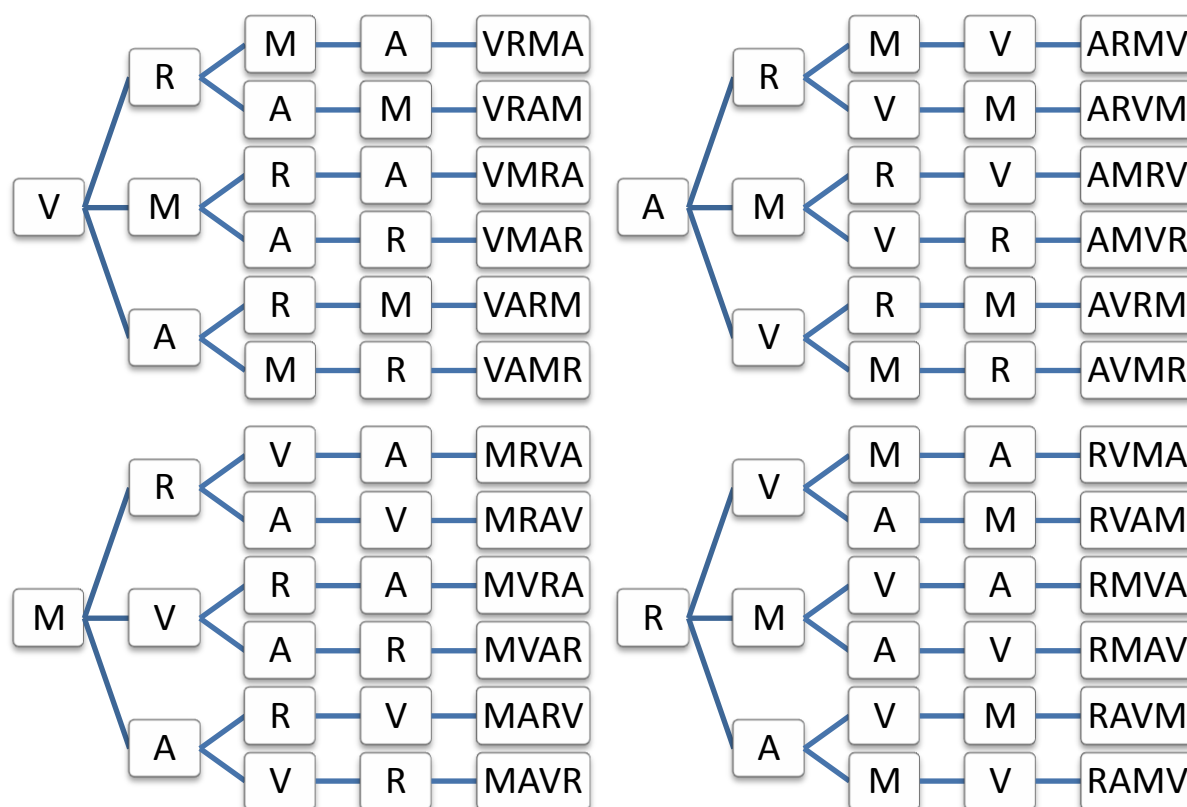 M A VRMA
R
A M VRAM
R A VMRA
V M
A R VMAR
R M VARM
A
M R VAMR
M V ARMV
R
V M ARVM
R V AMRV
A M
V R AMVR
R M AVRM
V
M R AVMR
V A MRVA
R
A V MRAV
R A MVRA
M V
A R MVAR
R V MARV
A
V R MAVR
M A RVMA
V
A M RVAM
V A RMVA
R M
A V RMAV
V M RAVM
A
M V RAMV